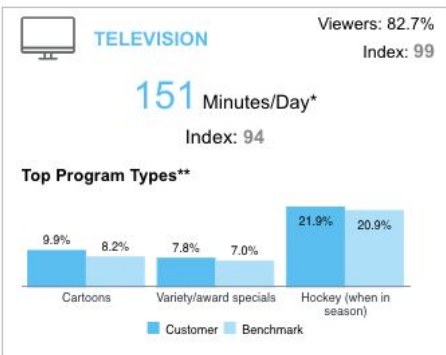 TELEVISION
Viewers: 82.7%
Index: 99
151 Minutes/Day*
Index: 94
Top Program Types**
9.9%
8.2%
7.8%
7.0%
21.9%
20.9%
Cartoons
Variety/award specials
Hockey (when in
season)
Customer
Benchmark